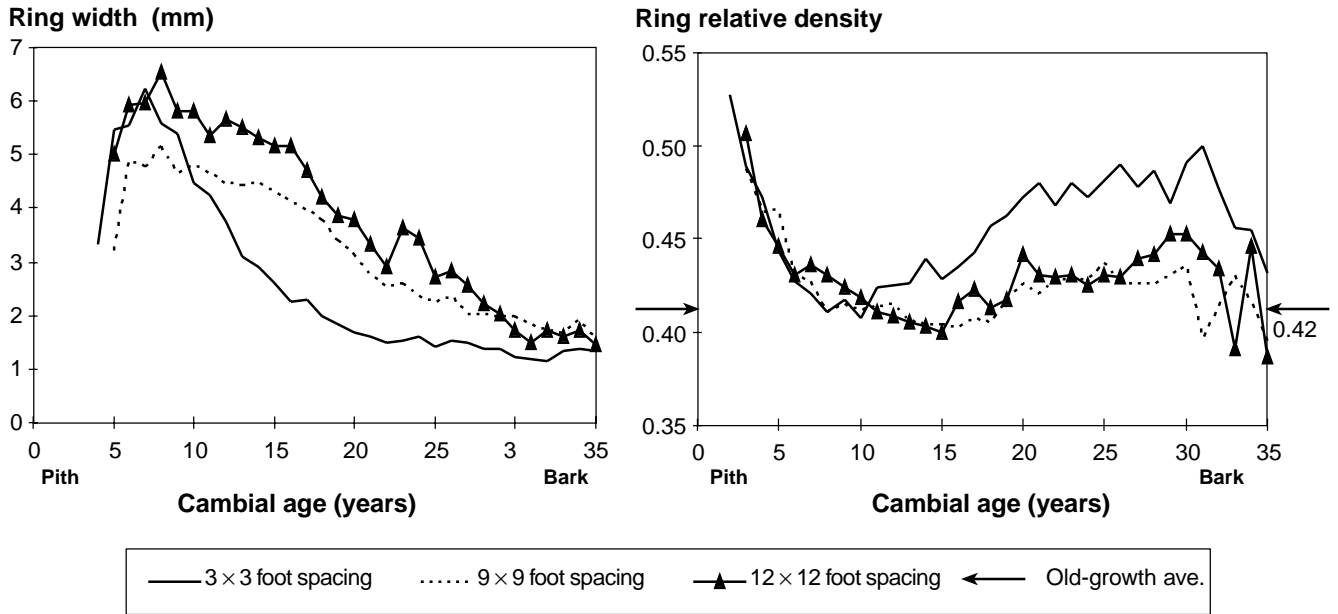 Ring width (mm)
7
6
5
4
3
2
1
0
0 5 10 15 20 25 3 35
Pith Bark
Cambial age (years)
Ring relative density
0.55
0.50
0.45
0.40
0.35
0.42
0 5 10 15 20 25 30 35
Pith Bark
Cambial age (years)
3 × 3 foot spacing 9 × 9 foot spacing 12 × 12 foot spacing Old-growth ave.